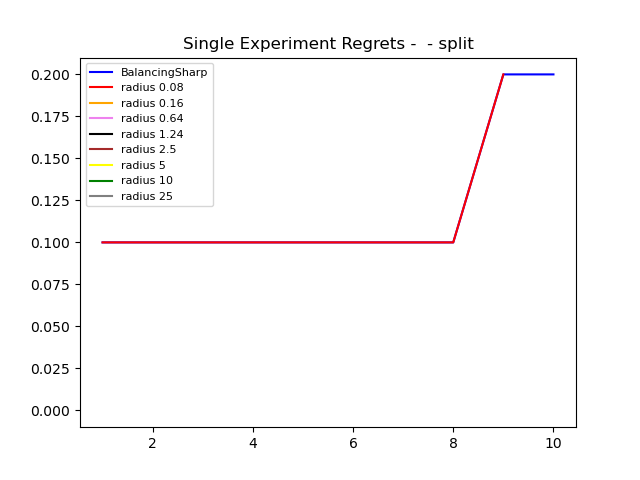 Single Experiment Regrets -  - split
BalancingSharp
radius 0.08
radius 0.16
radius 0.64
radius 1.24
radius 2.5
radius 5
radius 10
radius 25
0.200
0.175
0.150
0.125
0.100
0.075
0.050
0.025
0.000
2 4 6 8 10